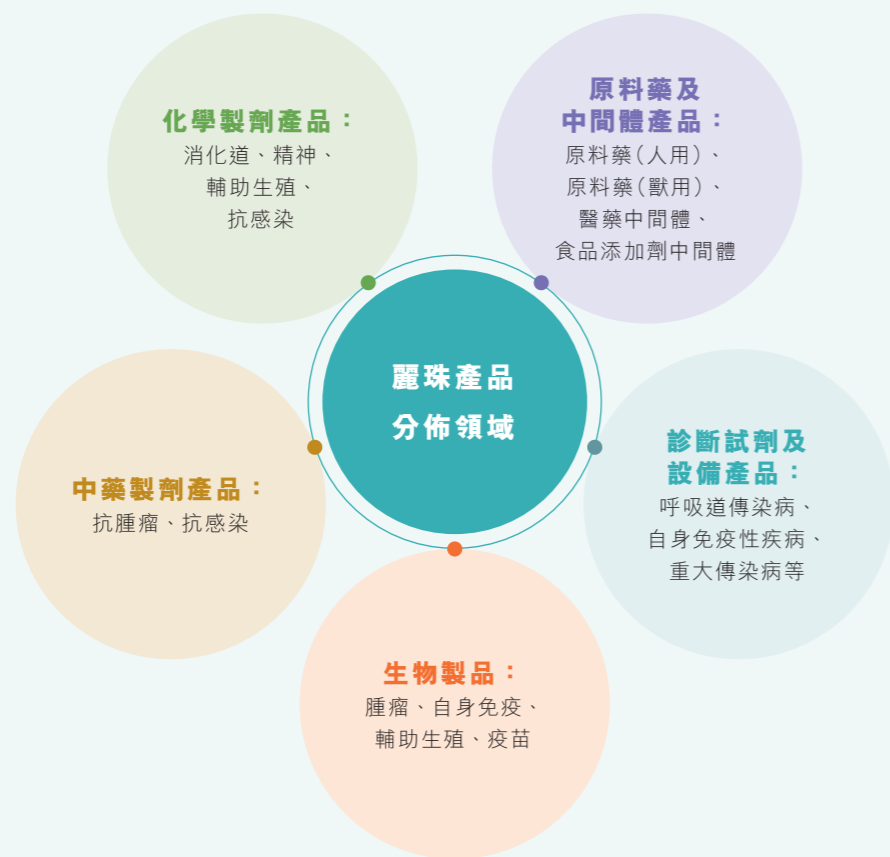 化學製劑產品：
消化道、精神、
輔助生殖、
抗感染
原料藥及
中間體產品：
原料藥（人用）、
原料藥（獸用）、
醫藥中間體、
食品添加劑中間體
麗珠產品
分佈領域
中藥製劑產品：
抗腫瘤、抗感染
診斷試劑及
設備產品：
呼吸道傳染病、
自身免疫性疾病、
重大傳染病等
生物製品：
腫瘤、自身免疫、
輔助生殖、疫苗